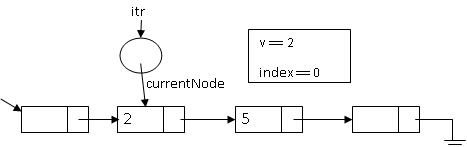 itr
v==2
index==0
currentNode
2
5